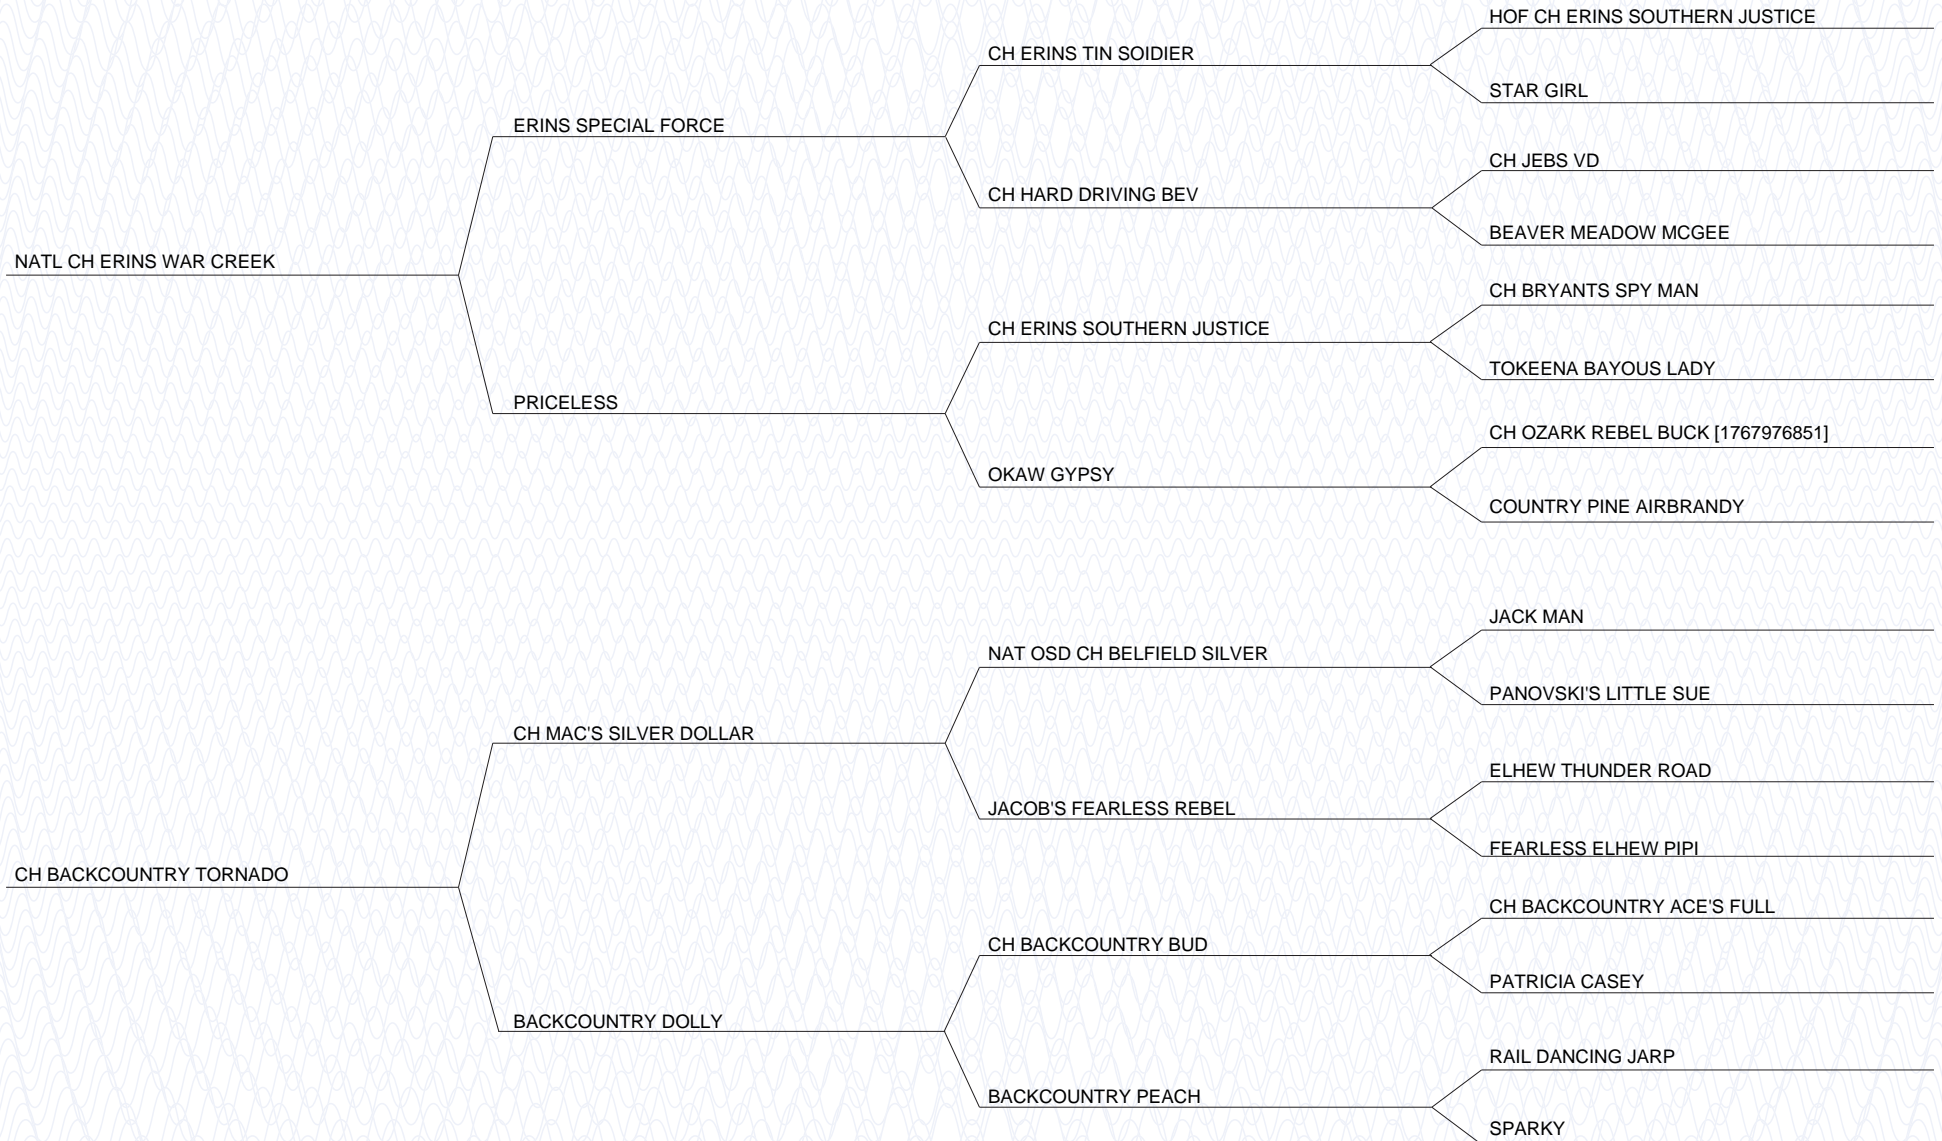 HOF CH ERINS SOUTHERN JUSTICE
CH ERINS TIN SOIDIER
STAR GIRL
ERINS SPECIAL FORCE
CH JEBS VD
CH HARD DRIVING BEV
BEAVER MEADOW MCGEE
NATL CH ERINS WAR CREEK
CH BRYANTS SPY MAN
CH ERINS SOUTHERN JUSTICE
TOKEENA BAYOUS LADY
PRICELESS
CH OZARK REBEL BUCK [1767976851]
OKAW GYPSY
COUNTRY PINE AIRBRANDY
JACK MAN
NAT OSD CH BELFIELD SILVER
PANOVSKI'S LITTLE SUE
CH MAC'S SILVER DOLLAR
ELHEW THUNDER ROAD
JACOB'S FEARLESS REBEL
FEARLESS ELHEW PIPI
CH BACKCOUNTRY TORNADO
CH BACKCOUNTRY ACE'S FULL
CH BACKCOUNTRY BUD
PATRICIA CASEY
BACKCOUNTRY DOLLY
RAIL DANCING JARP
BACKCOUNTRY PEACH
SPARKY